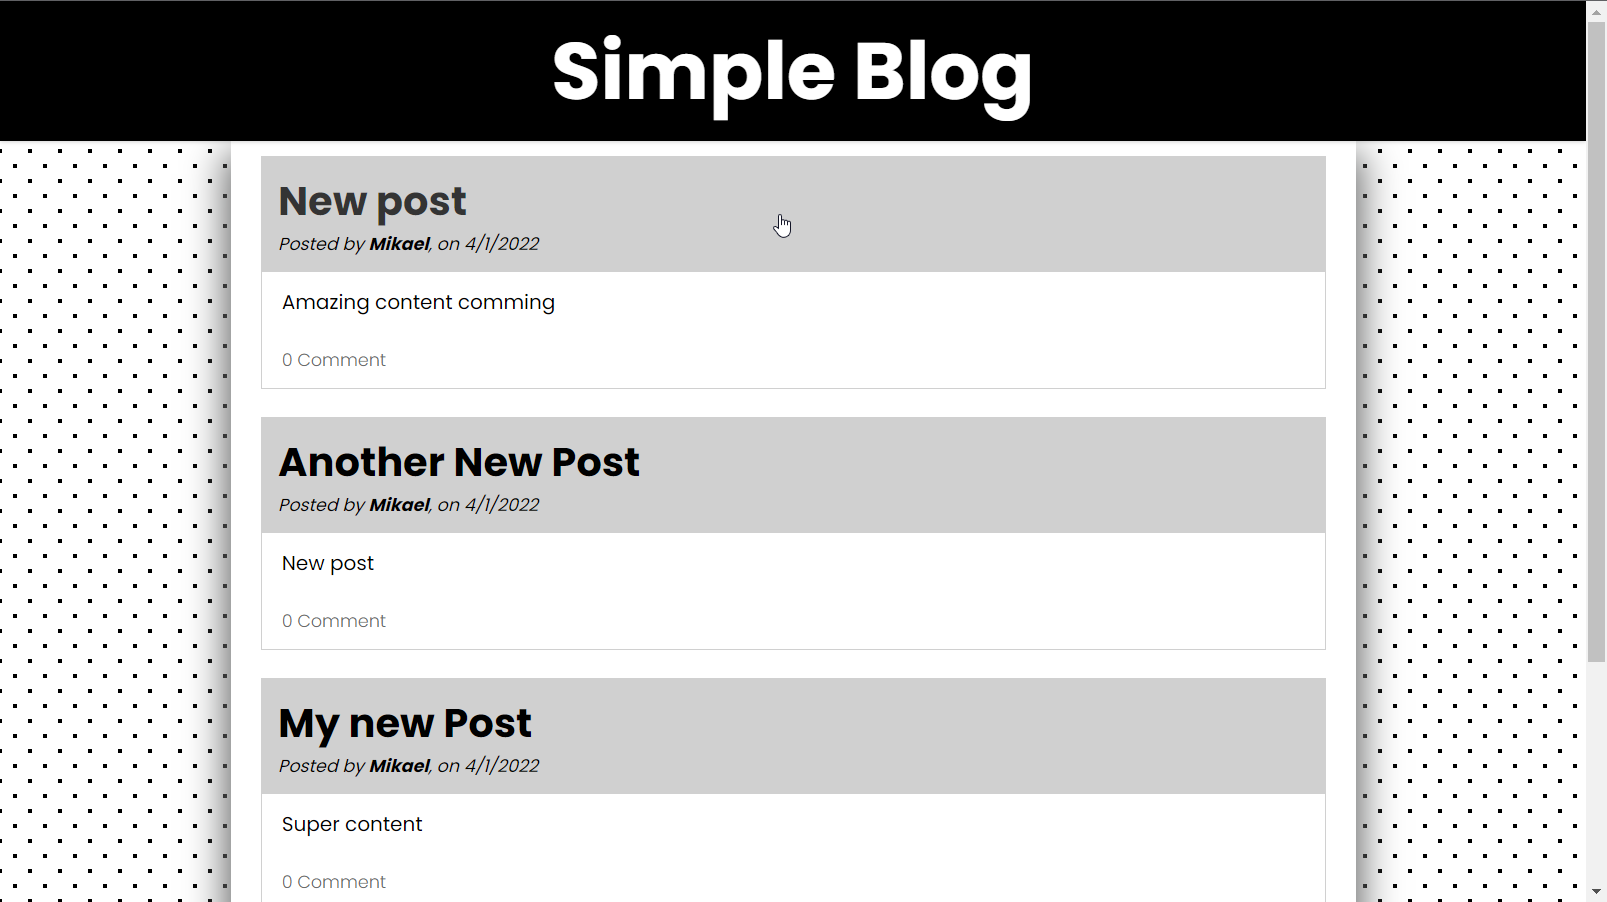 Simple Blog
New post
Posted by Mikael, on 4/1/2022
Amazing content comming
0 Comment
Another New Post
Posted by Mikael, on 4/1/2022
New post
0 Comment
My new Post
Posted by Mikael, on 4/1/2022
Super content
0 Comment